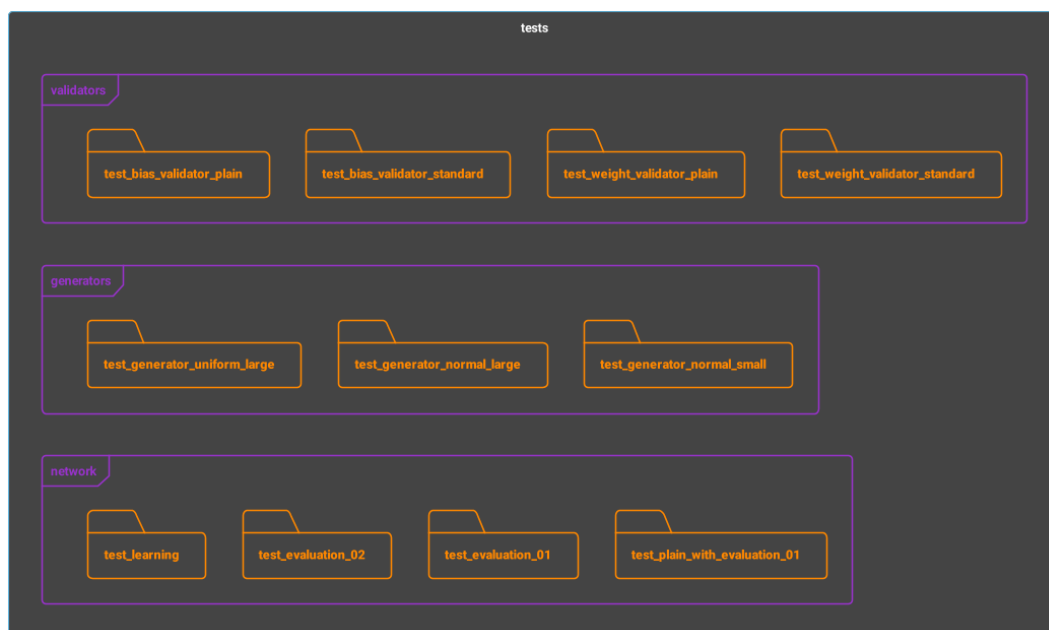 tests
validators
test_bias_validator_plain
test_bias_validator_standard
test_weight_validator_plain
test_weight_validator_standard
generators
test_generator_uniform_large
test_generator_normal_large
test_generator_normal_small
network
test_learning
test_evaluation_02
test_evaluation_01
test_plain_with_evaluation_01